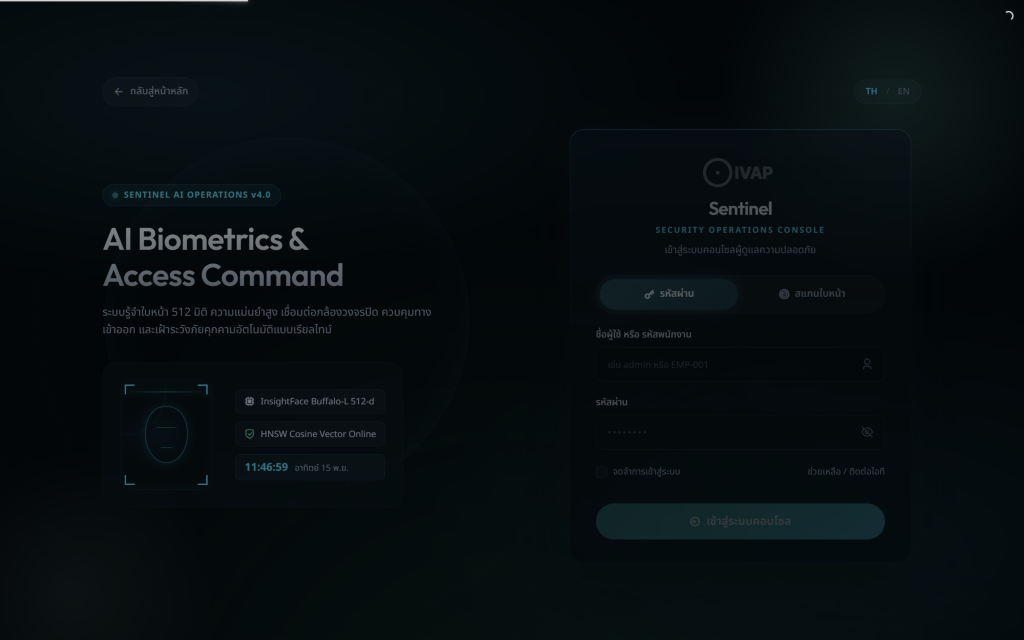 กลับสู่หน้าหลัก
TH / EN
SENTINEL AI OPERATIONS v4.0
AI Biometrics &
Access Command
ระบบรู้จำใบหน้า 512 มิติ ความแม่นยำสูง เชื่อมต่อกล้องวงจรปิด ควบคุมทาง
เข้าออก และเฝ้าระวังภัยคุกคามอัตโนมัติแบบเรียลไทม์
InsightFace Buffalo-L 512-d
HNSW Cosine Vector Online
11:46:59 อาทิตย์ 15 พ.ย.
IVAP
Sentinel
SECURITY OPERATIONS CONSOLE
เข้าสู่ระบบคอนโซลผู้ดูแลความปลอดภัย
รหัสผ่าน
สแกนใบหน้า
ชื่อผู้ใช้ หรือ รหัสพนักงาน
เช่น admin หรือ EMP-001
รหัสผ่าน
••••••••
จดจำการเข้าสู่ระบบ
ช่วยเหลือ / ติดต่อไอที
เข้าสู่ระบบคอนโซล